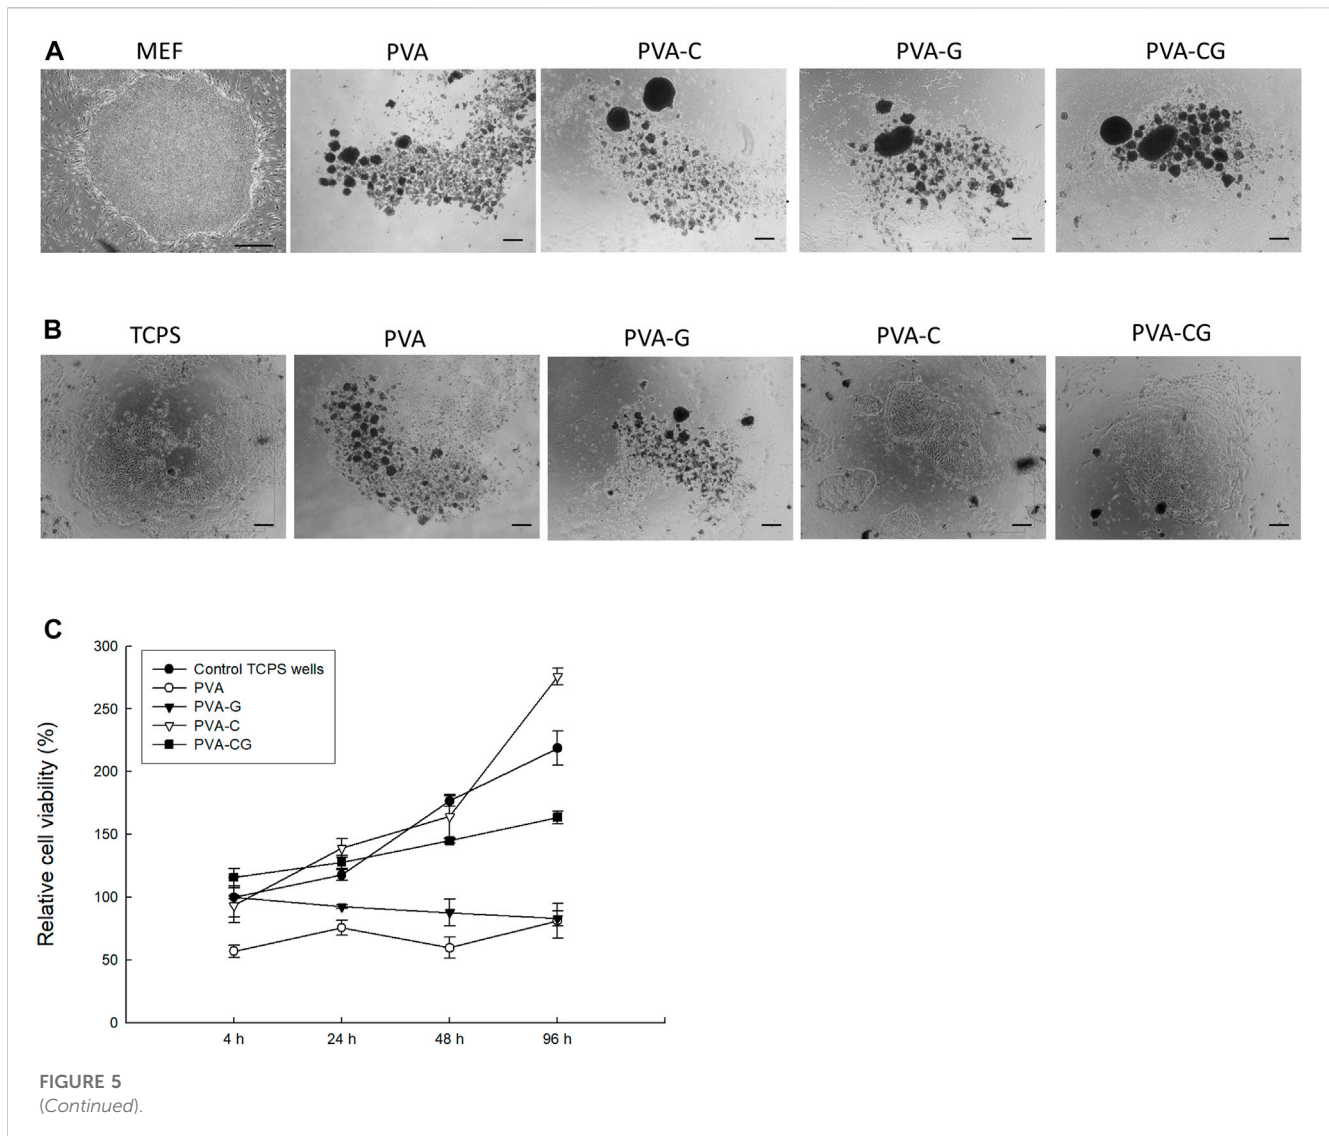 A
MEF
PVA
PVA-C
PVA-G
PVA-CG
B
TCPS
PVA
PVA-G
PVA-C
PVA-CG
C
Relative cell viability (%)
300
250
200
150
100
50
0
Control TCPS wells
PVA
PVA-G
PVA-C
PVA-CG
4 h
24 h
48 h
96 h
FIGURE 5
(Continued).